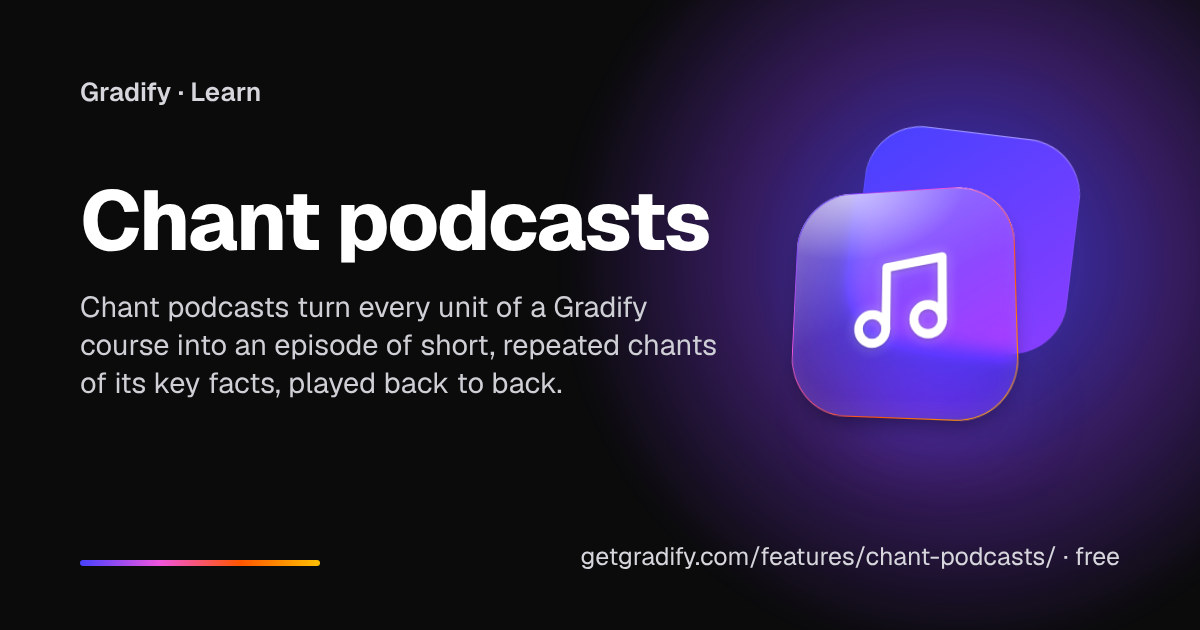 Gradify · Learn
Chant podcasts
Chant podcasts turn every unit of a Gradify
course into an episode of short, repeated chants
of its key facts, played back to back.
getgradify.com/features/chant-podcasts/ · free